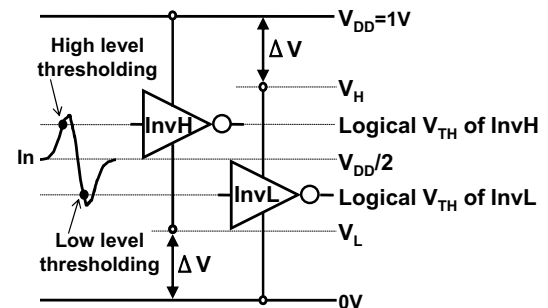 V_DD=1V
High level
thresholding
ΔV
V_H
InvH
Logical V_TH of InvH
In
V_DD/2
InvL
Logical V_TH of InvL
V_L
Low level
thresholding
ΔV
0V